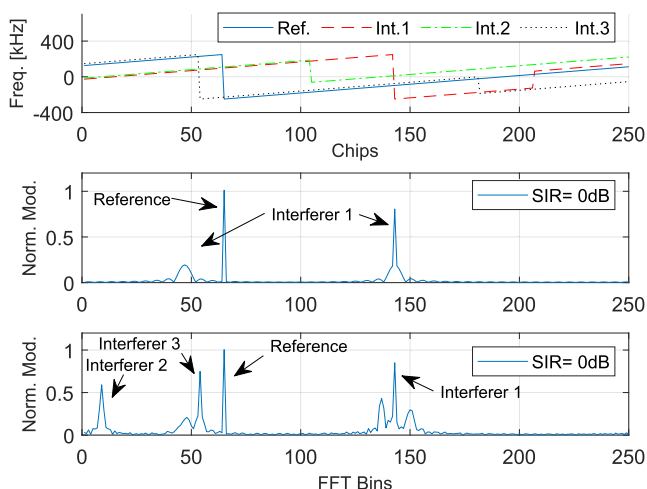 Ref. Int.1 Int.2 Int.3
Freq. [kHz]
400
0
-400
0 50 100 150 200 250
Chips
Norm. Mod.
1
0.5
0
Reference
Interferer 1
SIR= 0dB
0 50 100 150 200 250
Norm. Mod.
1
0.5
0
Interferer 3
Interferer 2
Reference
Interferer 1
SIR= 0dB
0 50 100 150 200 250
FFT Bins